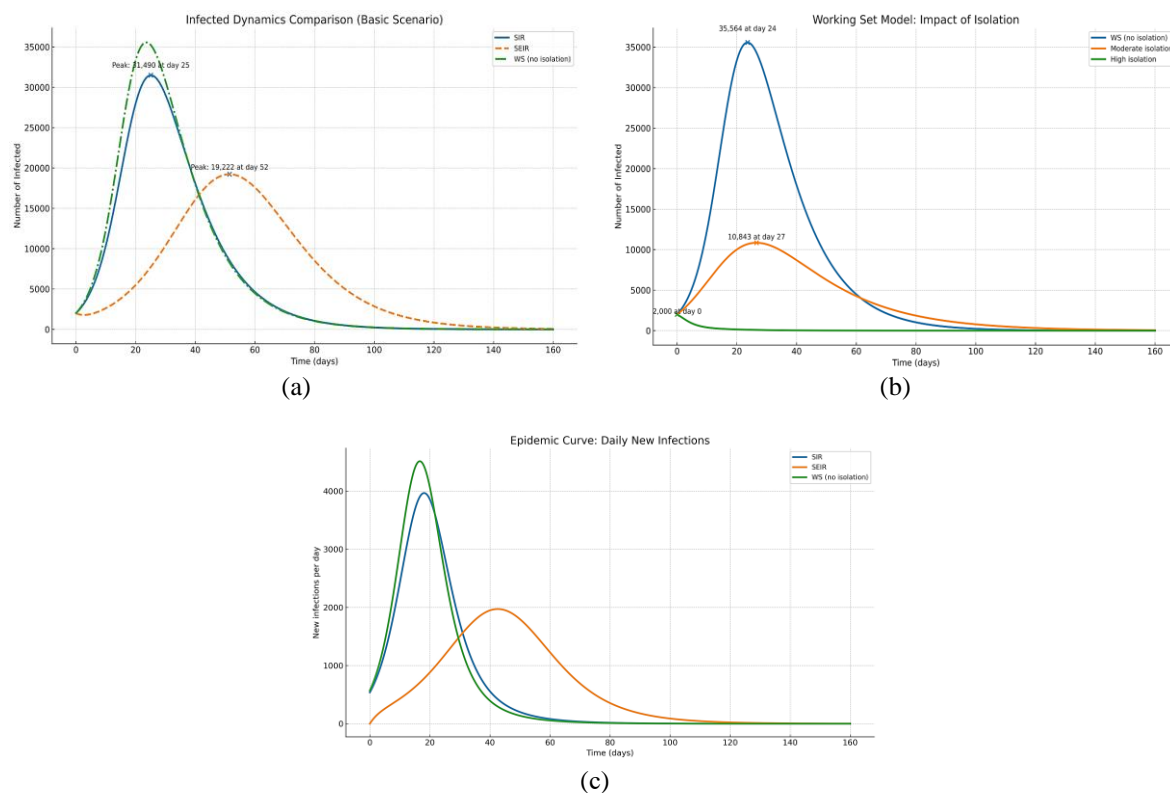 Infected Dynamics Comparison (Basic Scenario)
SIR
SEIR
WS (no isolation)
Peak: 31,490 at day 25
Peak: 19,222 at day 52
Number of Infected
35000
30000
25000
20000
15000
10000
5000
0
0 20 40 60 80 100 120 140 160
Time (days)
(a)
Working Set Model: Impact of Isolation
WS (no isolation)
Moderate isolation
High isolation
35,564 at day 24
10,843 at day 27
2,000 at day 0
Number of Infected
35000
30000
25000
20000
15000
10000
5000
0
0 20 40 60 80 100 120 140 160
Time (days)
(b)
Epidemic Curve: Daily New Infections
SIR
SEIR
WS (no isolation)
New infections per day
4000
3000
2000
1000
0
0 20 40 60 80 100 120 140 160
Time (days)
(c)